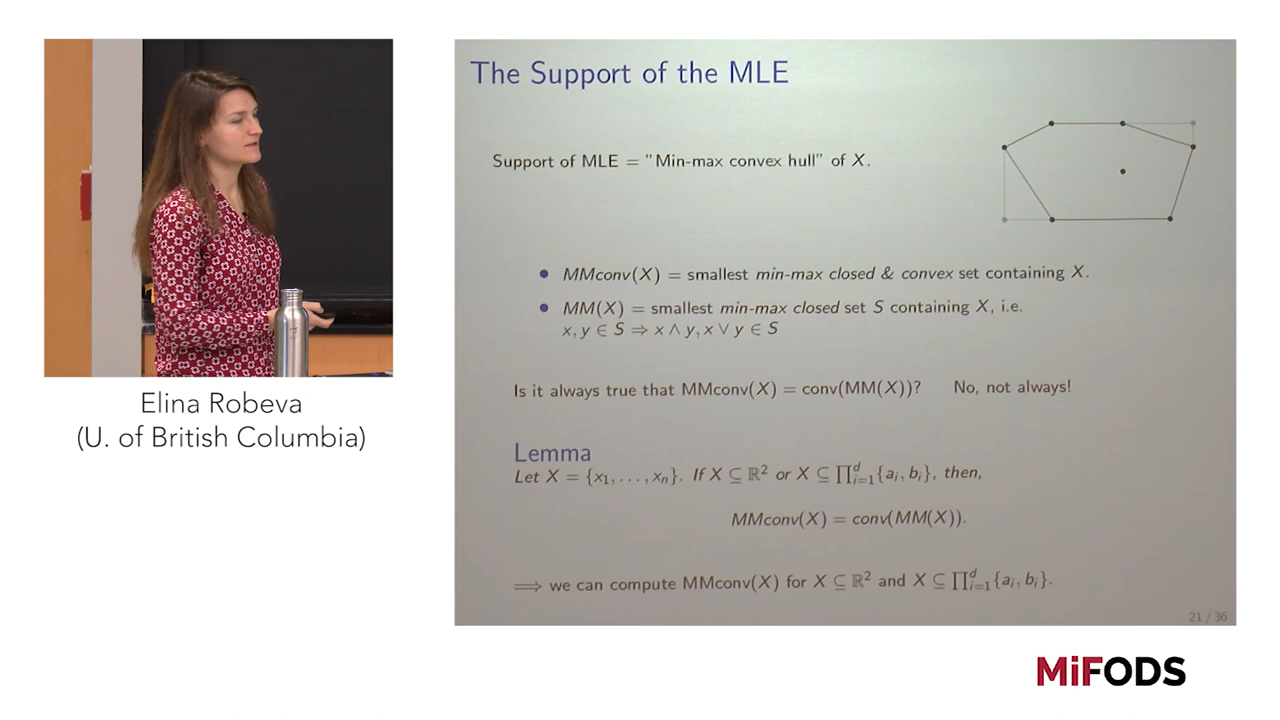 The Support of the MLE
Support of MLE = "Min-max convex hull" of X.
MMconv(X) = smallest min-max closed & convex set containing X.
MM(X) = smallest min-max closed set S containing X, i.e.
x, y ∈ S ⇒ x ∧ y, x ∨ y ∈ S
Is it always true that MMconv(X) = conv(MM(X))? No, not always!
Lemma
Let X = {x₁, . . . , xₙ}. If X ⊆ ℝ² or X ⊆ ∏ᵈᵢ₌₁{aᵢ, bᵢ}, then,
MMconv(X) = conv(MM(X)).
⟹ we can compute MMconv(X) for X ⊆ ℝ² and X ⊆ ∏ᵈᵢ₌₁{aᵢ, bᵢ}.
21 / 36
Elina Robeva
(U. of British Columbia)
MiFODS